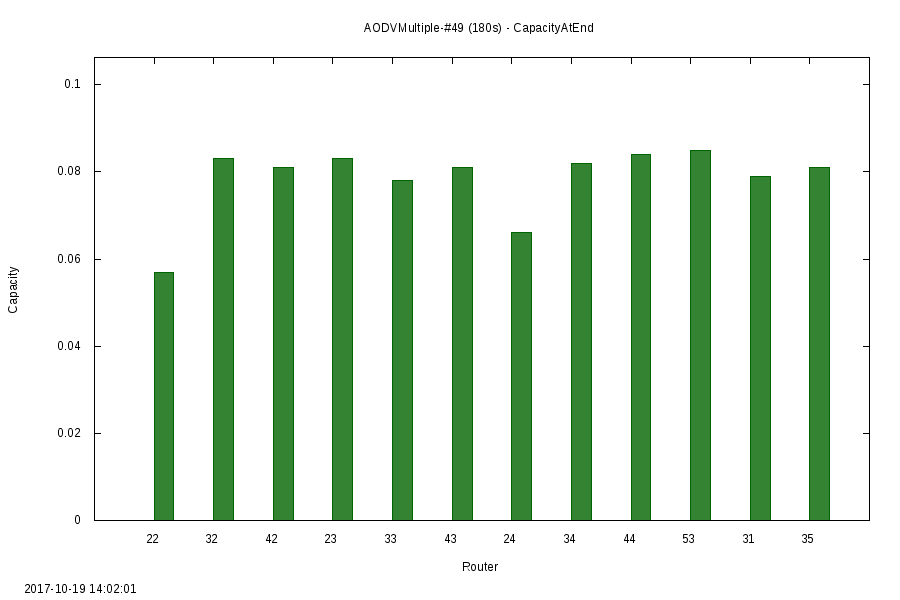 AODVMultiple-#49 (180s) - CapacityAtEnd
0.1
0.08
0.06
0.04
0.02
0
Capacity
22 32 42 23 33 43 24 34 44 53 31 35
Router
2017-10-19 14:02:01